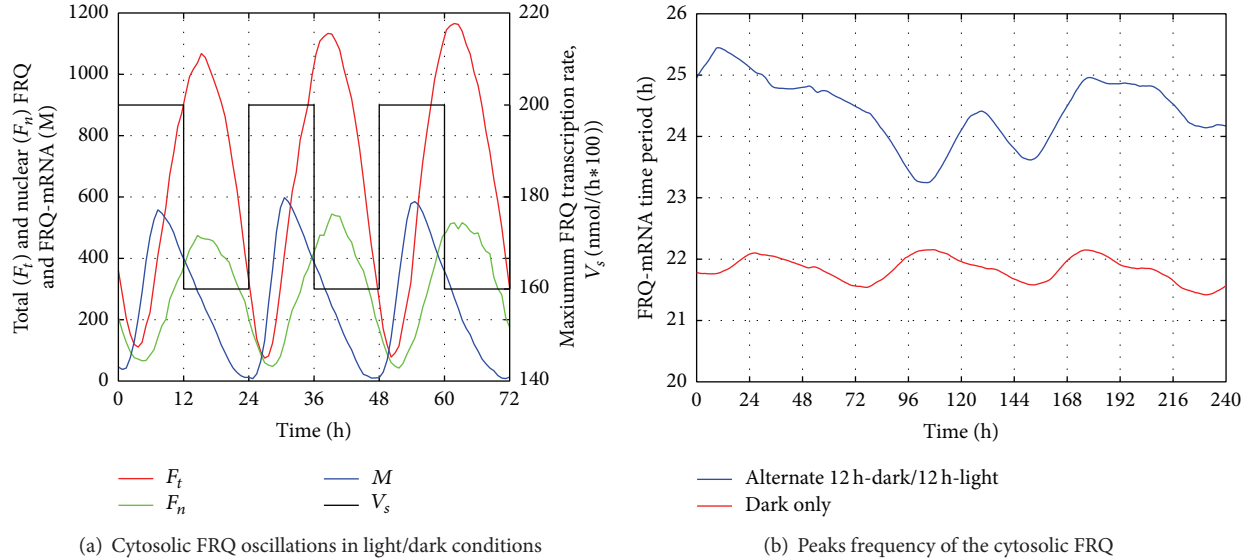 Total (F_t) and nuclear (F_n) FRQ
and FRQ-mRNA (M)
1200
1000
800
600
400
200
0
0 12 24 36 48 60 72
Time (h)
220
200
180
160
140
Maxiumum FRQ transcription rate,
V_s (nmol/(h∗100))
F_t
F_n
M
V_s
(a) Cytosolic FRQ oscillations in light/dark conditions
FRQ-mRNA time period (h)
26
25
24
23
22
21
20
0 24 48 72 96 120 144 168 192 216 240
Time (h)
Alternate 12 h-dark/12 h-light
Dark only
(b) Peaks frequency of the cytosolic FRQ